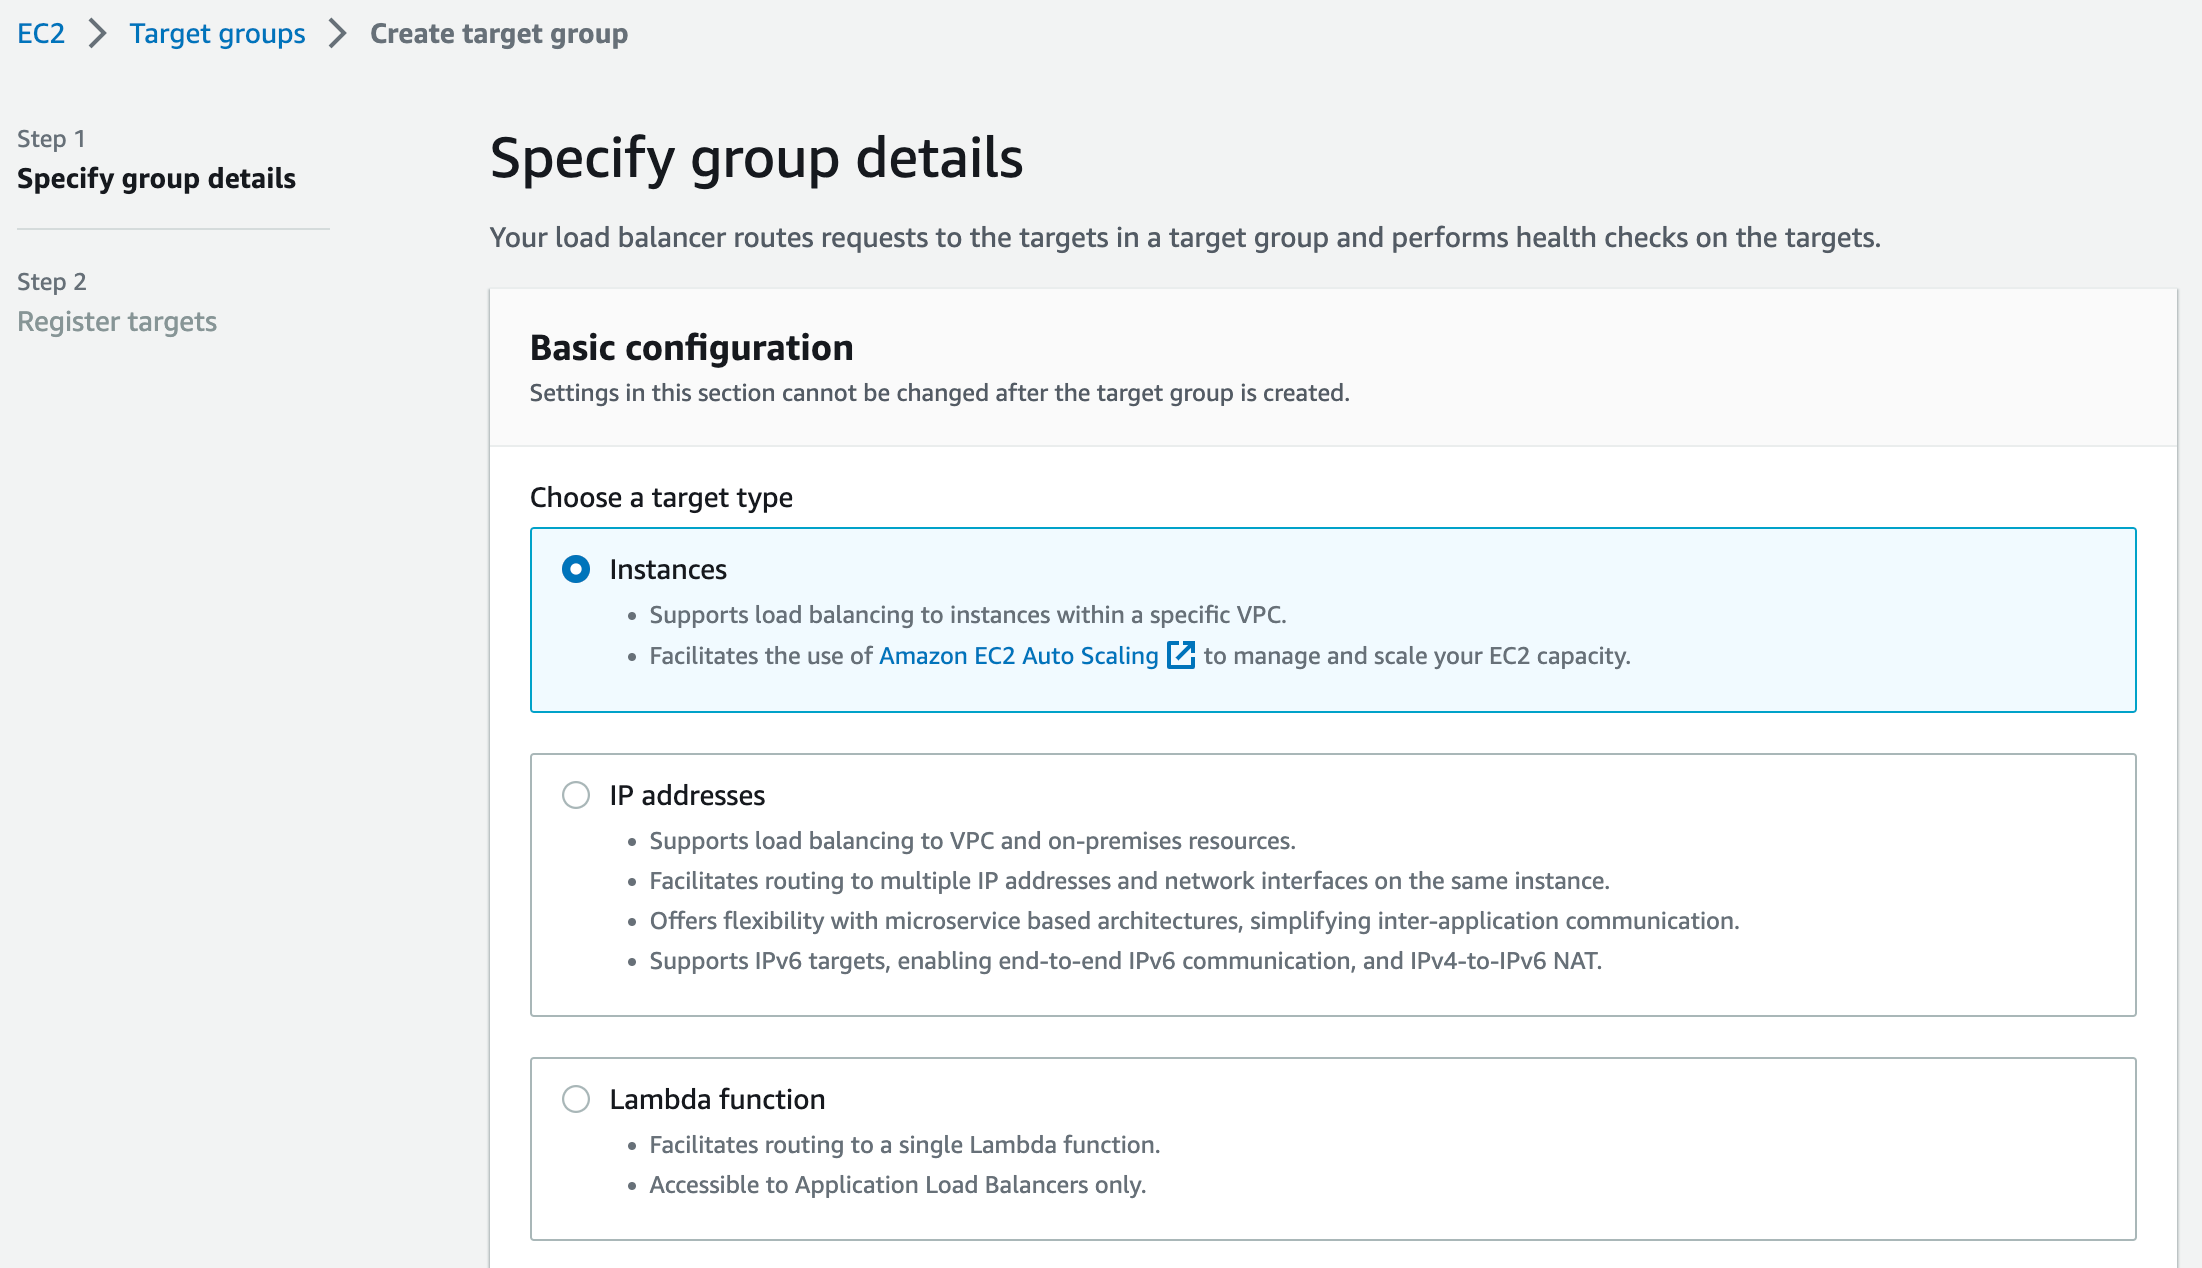 EC2 > Target groups > Create target group
Step 1
Specify group details
Step 2
Register targets
Specify group details
Your load balancer routes requests to the targets in a target group and performs health checks on the targets.
Basic configuration
Settings in this section cannot be changed after the target group is created.
Choose a target type
Instances
• Supports load balancing to instances within a specific VPC.
• Facilitates the use of Amazon EC2 Auto Scaling to manage and scale your EC2 capacity.
IP addresses
• Supports load balancing to VPC and on-premises resources.
• Facilitates routing to multiple IP addresses and network interfaces on the same instance.
• Offers flexibility with microservice based architectures, simplifying inter-application communication.
• Supports IPv6 targets, enabling end-to-end IPv6 communication, and IPv4-to-IPv6 NAT.
Lambda function
• Facilitates routing to a single Lambda function.
• Accessible to Application Load Balancers only.